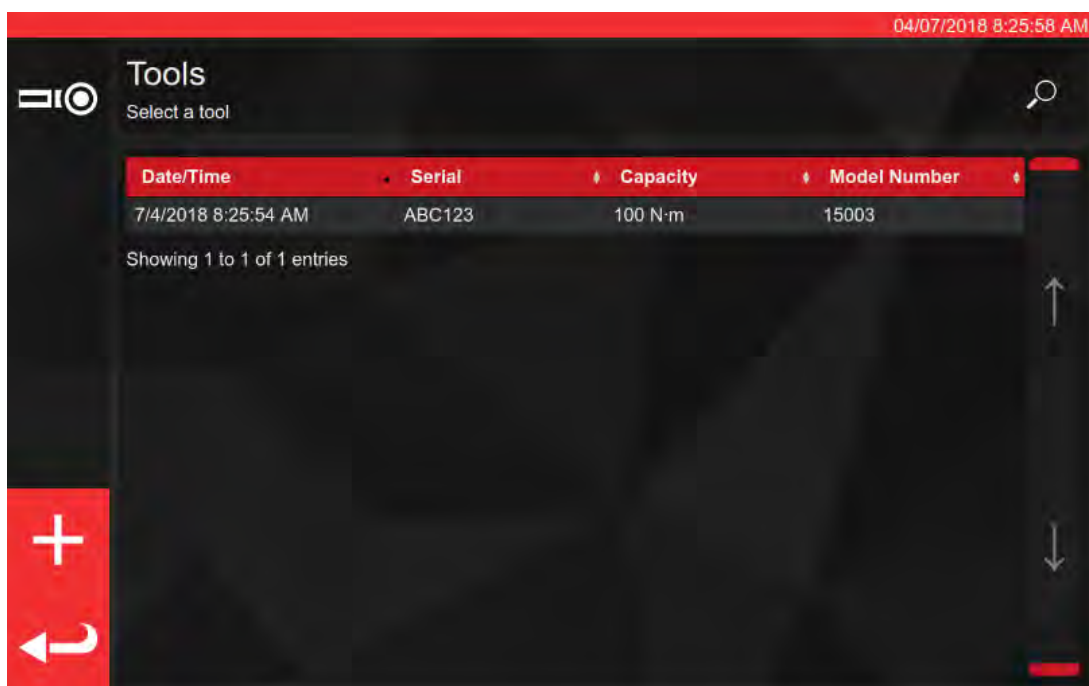 04/07/2018 8:25:58 AM
Tools
Select a tool
Date/Time Serial Capacity Model Number
7/4/2018 8:25:54 AM ABC123 100 N·m 15003
Showing 1 to 1 of 1 entries